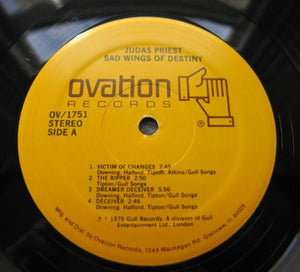 JUDAS PRIEST
SAD WINGS OF DESTINY
ovation
RECORDS
®
OV/1751
STEREO
SIDE A
1 VICTIM OF CHANGES 7:45
Downing, Halford, Tipton, Atkins/Gull Songs
2 THE RIPPER 2:50
Tipton/Gull Songs
3 DREAMER DECEIVER 5:56
Downing, Halford, Tipton/Gull Songs
4 DECEIVER 2:46
Downing, Halford, Tipton/Gull Songs
℗ 1976 Gull Records, A division of Gull
Entertainment Ltd., London
Mfg. and Dist. by Ovation Records, 1249 Waukegan Rd. Glenview, ILL 60025